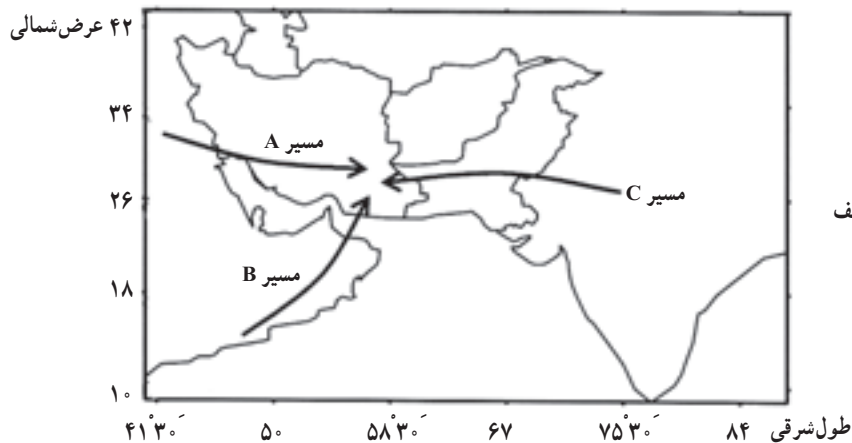 ۴۲ عرض‌شمالی
۳۴
۲۶
۱۸
۱۰
مسیر A
مسیر B
مسیر C
ف
۴۱°۳۰َ
۵۰
۵۸°۳۰َ
۶۷
۷۵°۳۰َ
۸۴
طول‌شرقی